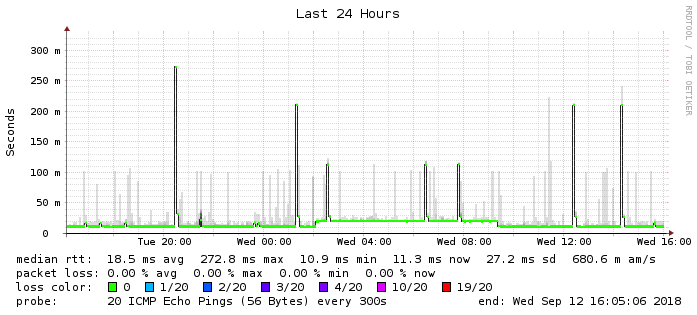 Last 24 Hours
RRDTOOL / TOBI OETIKER
Seconds
300 m
250 m
200 m
150 m
100 m
50 m
0
Tue 20:00 Wed 00:00 Wed 04:00 Wed 08:00 Wed 12:00 Wed 16:00
median rtt: 18.5 ms avg 272.8 ms max 10.9 ms min 11.3 ms now 27.2 ms sd 680.6 m am/s
packet loss: 0.00 % avg 0.00 % max 0.00 % min 0.00 % now
loss color: 0 1/20 2/20 3/20 4/20 10/20 19/20
probe: 20 ICMP Echo Pings (56 Bytes) every 300s end: Wed Sep 12 16:05:06 2018